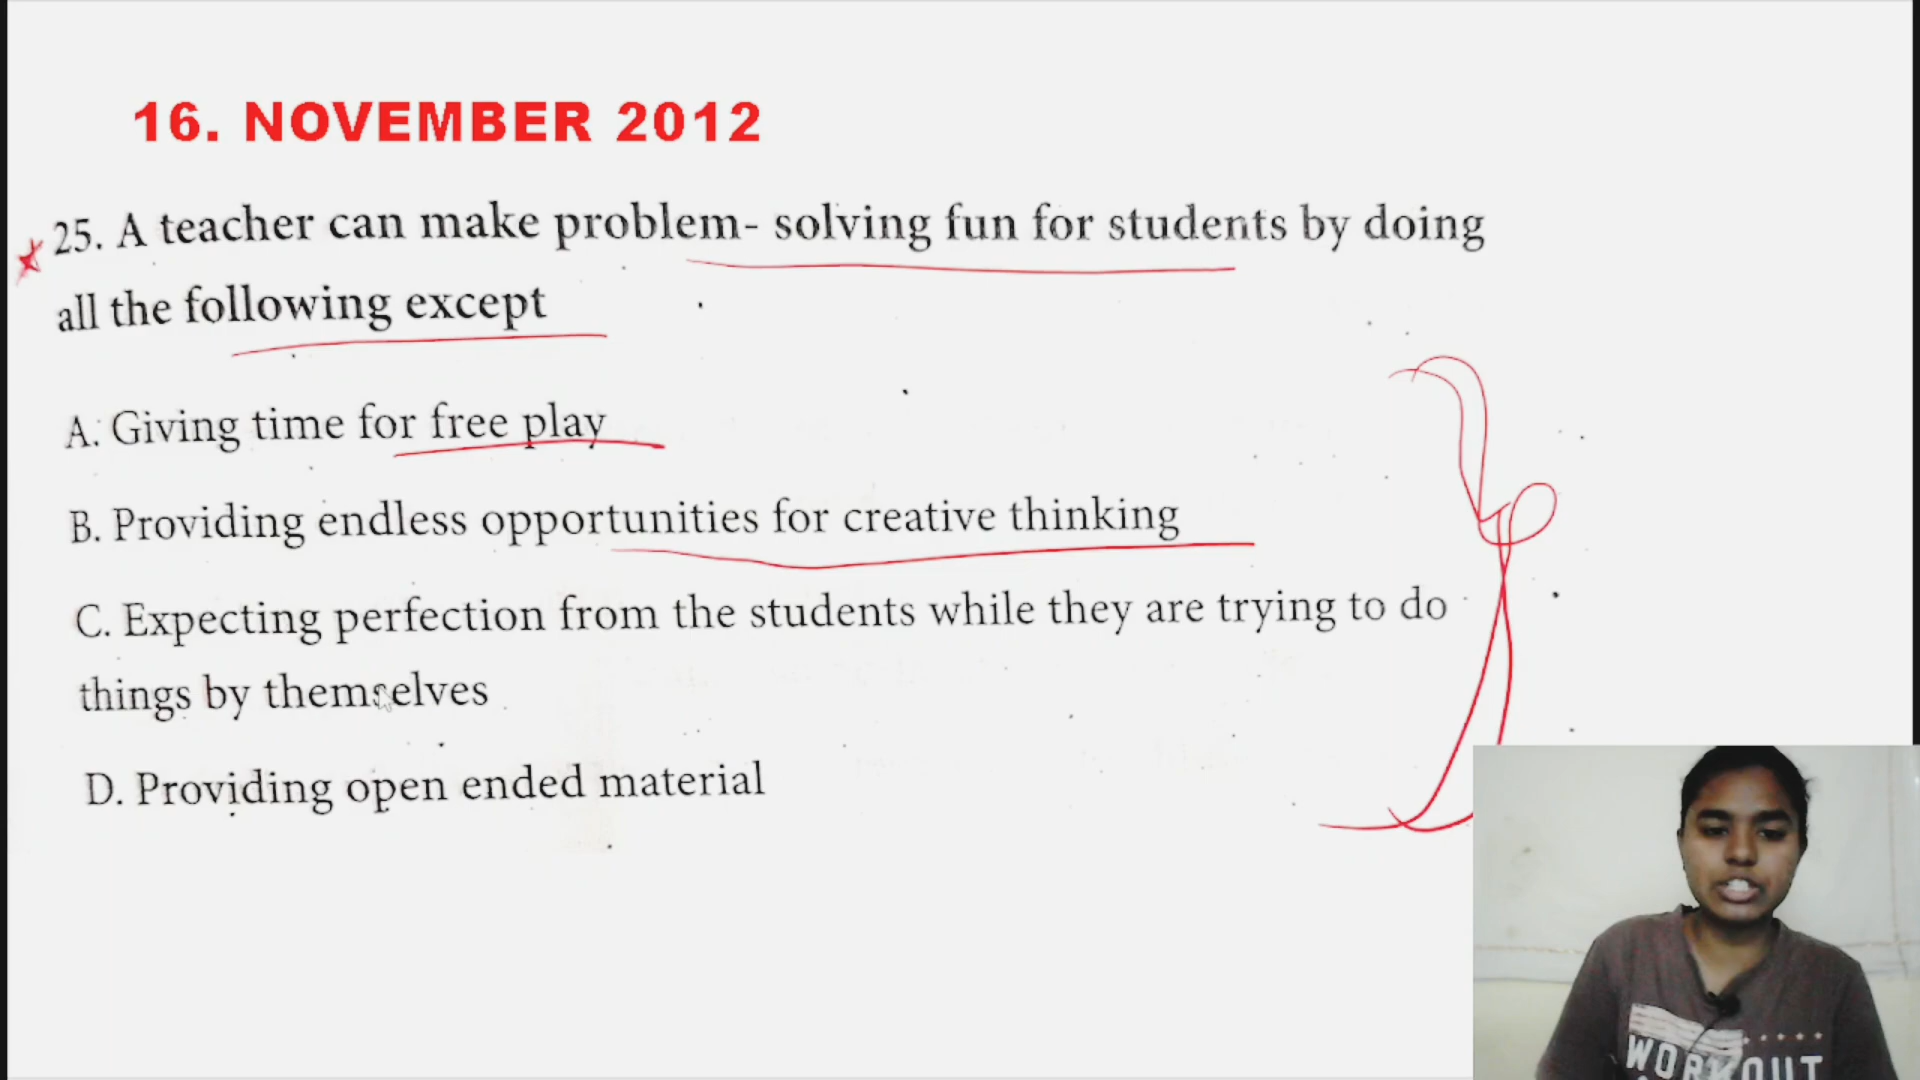 16. NOVEMBER 2012
25. A teacher can make problem- solving fun for students by doing
all the following except
A. Giving time for free play
B. Providing endless opportunities for creative thinking
C. Expecting perfection from the students while they are trying to do
things by themselves
D. Providing open ended material
WORKOUT